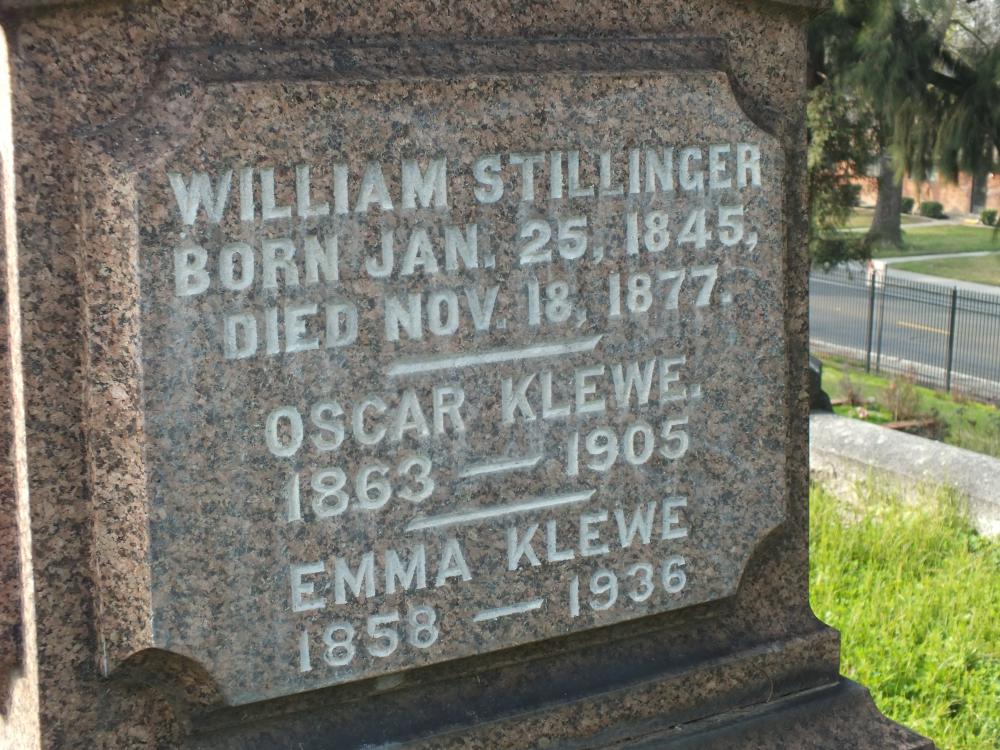 WILLIAM STILLINGER
BORN JAN. 25, 1845,
DIED NOV. 18, 1877.
OSCAR KLEWE.
1863 — 1905
EMMA KLEWE
1858 — 1936